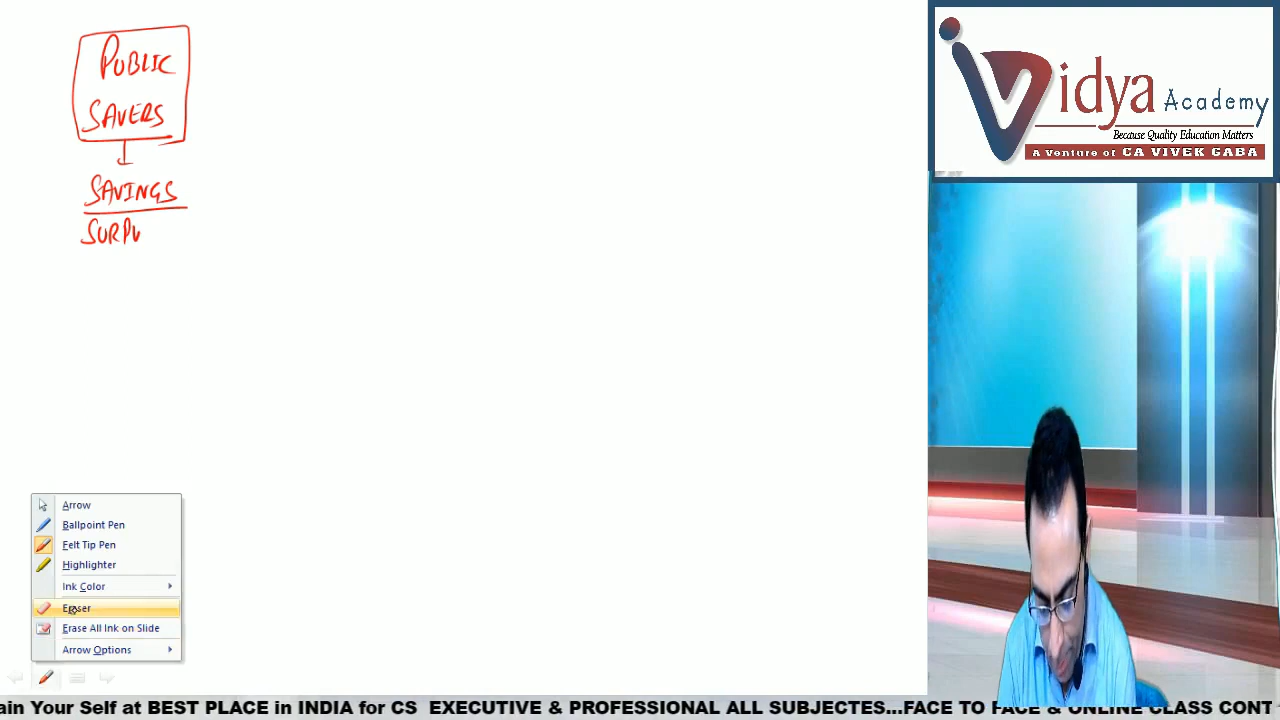 PUBLIC
SAVERS
SAVINGS
SURPL
Arrow
Ballpoint Pen
Felt Tip Pen
Highlighter
Ink Color
Eraser
Erase All Ink on Slide
Arrow Options
iVidya Academy
Because Quality Education Matters
A Venture of CA VIVEK GABA
ain Your Self at BEST PLACE in INDIA for CS EXECUTIVE & PROFESSIONAL ALL SUBJECTES...FACE TO FACE & ONLINE CLASS CONT